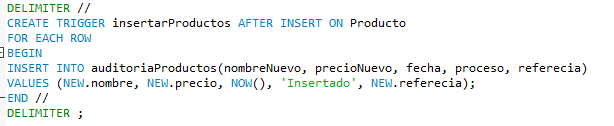 DELIMITER //
CREATE TRIGGER insertarProductos AFTER INSERT ON Producto
FOR EACH ROW
BEGIN
INSERT INTO auditoriaProductos(nombreNuevo, precioNuevo, fecha, proceso, referecia)
VALUES (NEW.nombre, NEW.precio, NOW(), 'Insertado', NEW.referecia);
END //
DELIMITER ;